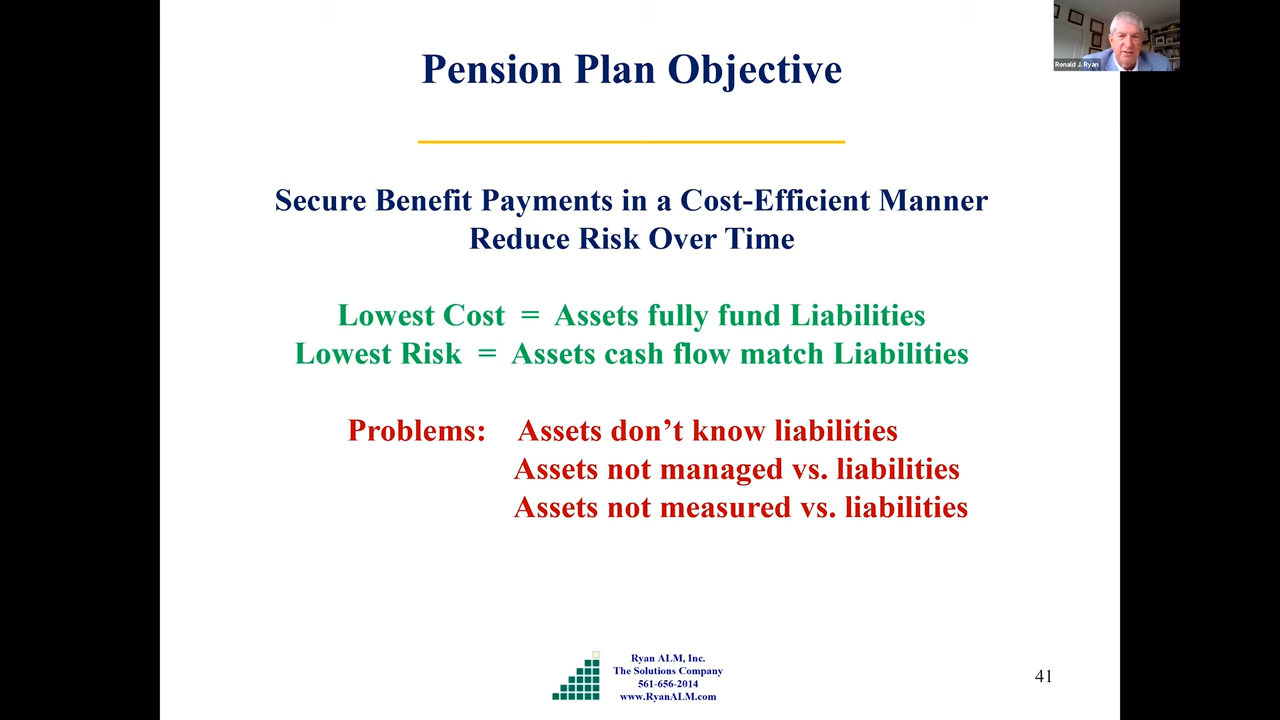 Pension Plan Objective
Ronald J. Ryan
Secure Benefit Payments in a Cost-Efficient Manner
Reduce Risk Over Time
Lowest Cost = Assets fully fund Liabilities
Lowest Risk = Assets cash flow match Liabilities
Problems: Assets don’t know liabilities
Assets not managed vs. liabilities
Assets not measured vs. liabilities
Ryan ALM, Inc.
The Solutions Company
561-656-2014
www.RyanALM.com
41